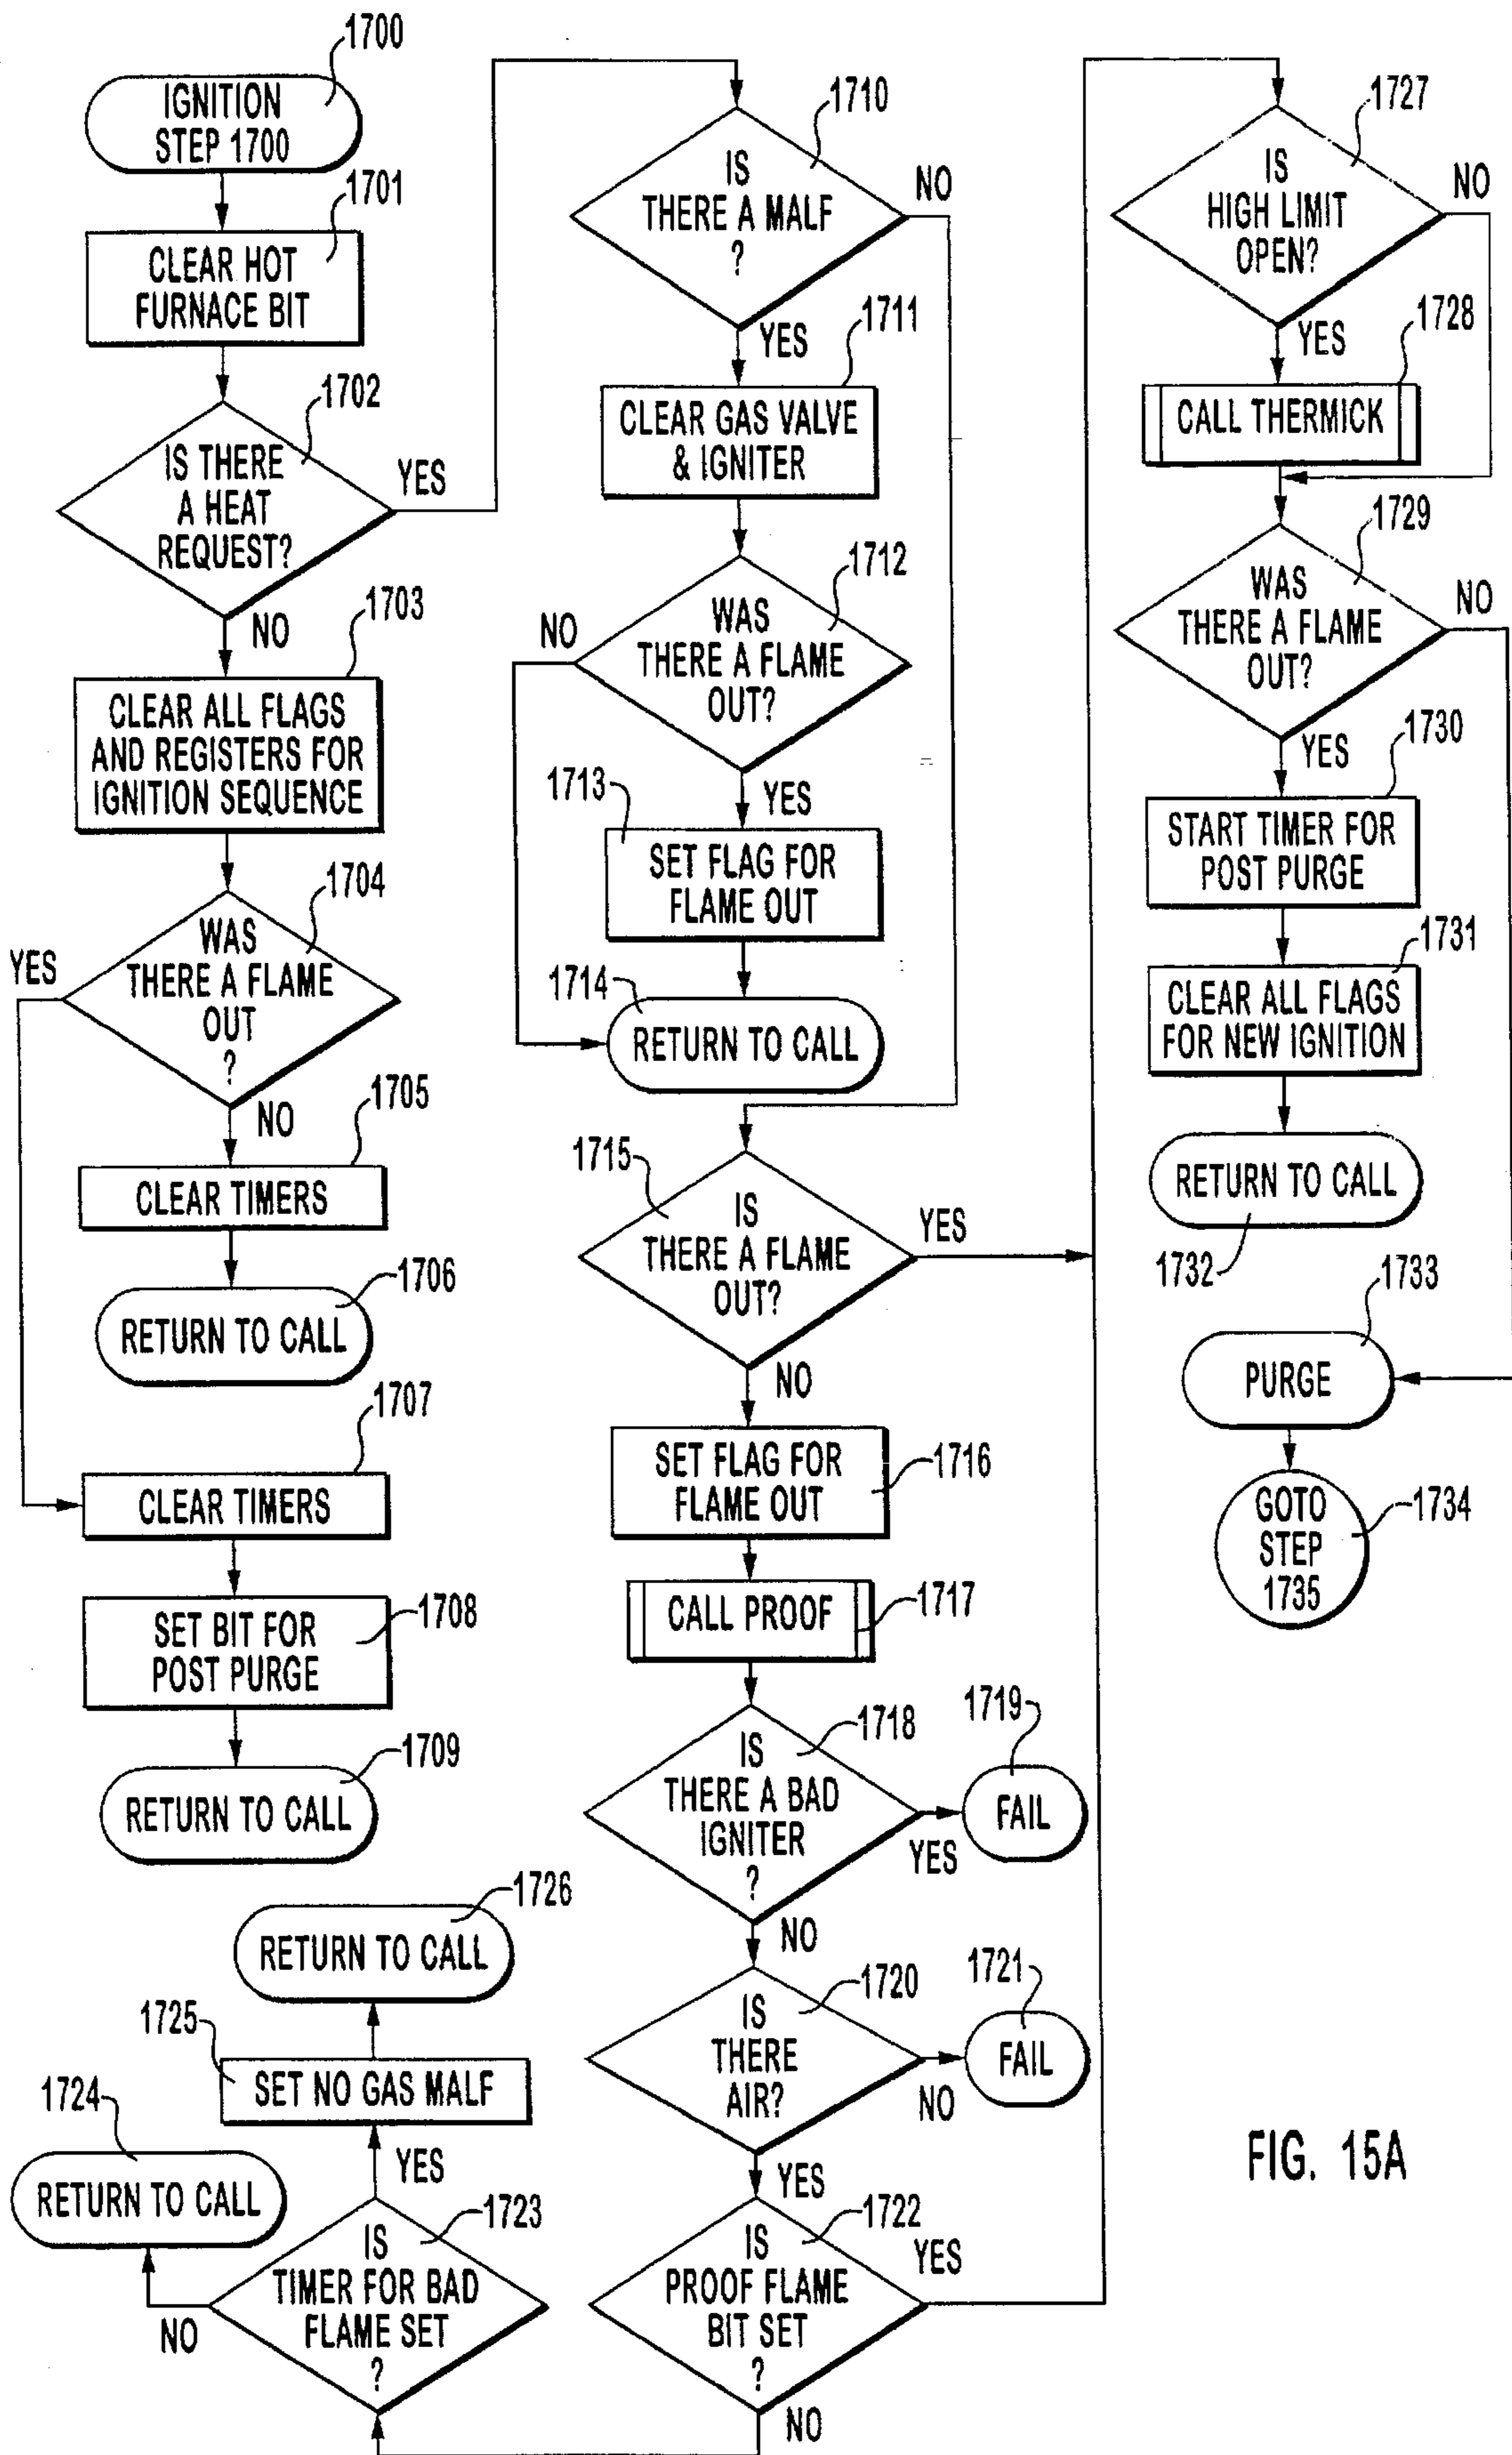 1700
IGNITION
STEP 1700
1701
CLEAR HOT
FURNACE BIT
1702
IS THERE
A HEAT
REQUEST?
YES
NO
1703
CLEAR ALL FLAGS
AND REGISTERS FOR
IGNITION SEQUENCE
1704
WAS
THERE A FLAME
OUT
?
YES
NO
1705
CLEAR TIMERS
1706
RETURN TO CALL
1707
CLEAR TIMERS
1708
SET BIT FOR
POST PURGE
1709
RETURN TO CALL
1710
IS
THERE A MALF
?
NO
YES
1711
CLEAR GAS VALVE
& IGNITER
1712
WAS
THERE A FLAME
OUT?
NO
YES
1713
SET FLAG FOR
FLAME OUT
1714
RETURN TO CALL
1715
IS
THERE A FLAME
OUT?
YES
NO
SET FLAG FOR
FLAME OUT
1716
CALL PROOF
1717
1718
IS
THERE A BAD
IGNITER
?
YES
NO
1719
FAIL
1720
IS
THERE
AIR?
NO
YES
1721
FAIL
1722
IS
PROOF FLAME
BIT SET
?
YES
NO
1723
IS
TIMER FOR BAD
FLAME SET
?
NO
YES
1724
RETURN TO CALL
1725
SET NO GAS MALF
1726
RETURN TO CALL
1727
IS
HIGH LIMIT
OPEN?
NO
YES
1728
CALL THERMICK
1729
WAS
THERE A FLAME
OUT?
NO
YES
1730
START TIMER FOR
POST PURGE
1731
CLEAR ALL FLAGS
FOR NEW IGNITION
RETURN TO CALL
1732
1733
PURGE
GOTO
STEP
1735
1734
FIG. 15A